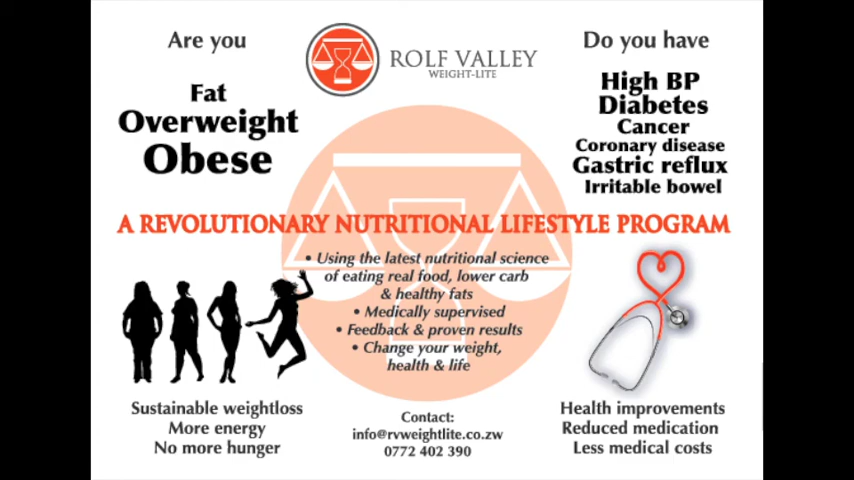 Are you
Fat
Overweight
Obese
ROLF VALLEY
WEIGHT-LITE
Do you have
High BP
Diabetes
Cancer
Coronary disease
Gastric reflux
Irritable bowel
A REVOLUTIONARY NUTRITIONAL LIFESTYLE PROGRAM
• Using the latest nutritional science
of eating real food, lower carb
& healthy fats
• Medically supervised
• Feedback & proven results
• Change your weight,
health & life
Sustainable weightloss
More energy
No more hunger
Contact:
info@rvweightlite.co.zw
0772 402 390
Health improvements
Reduced medication
Less medical costs